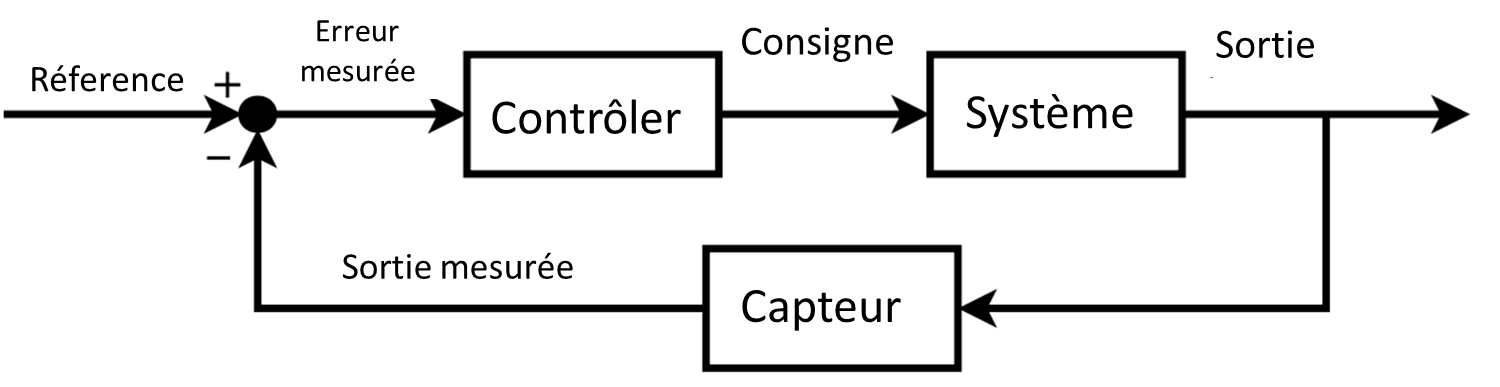 Réference
+
−
Erreur
mesurée
Contrôler
Consigne
Système
Sortie
Sortie mesurée
Capteur